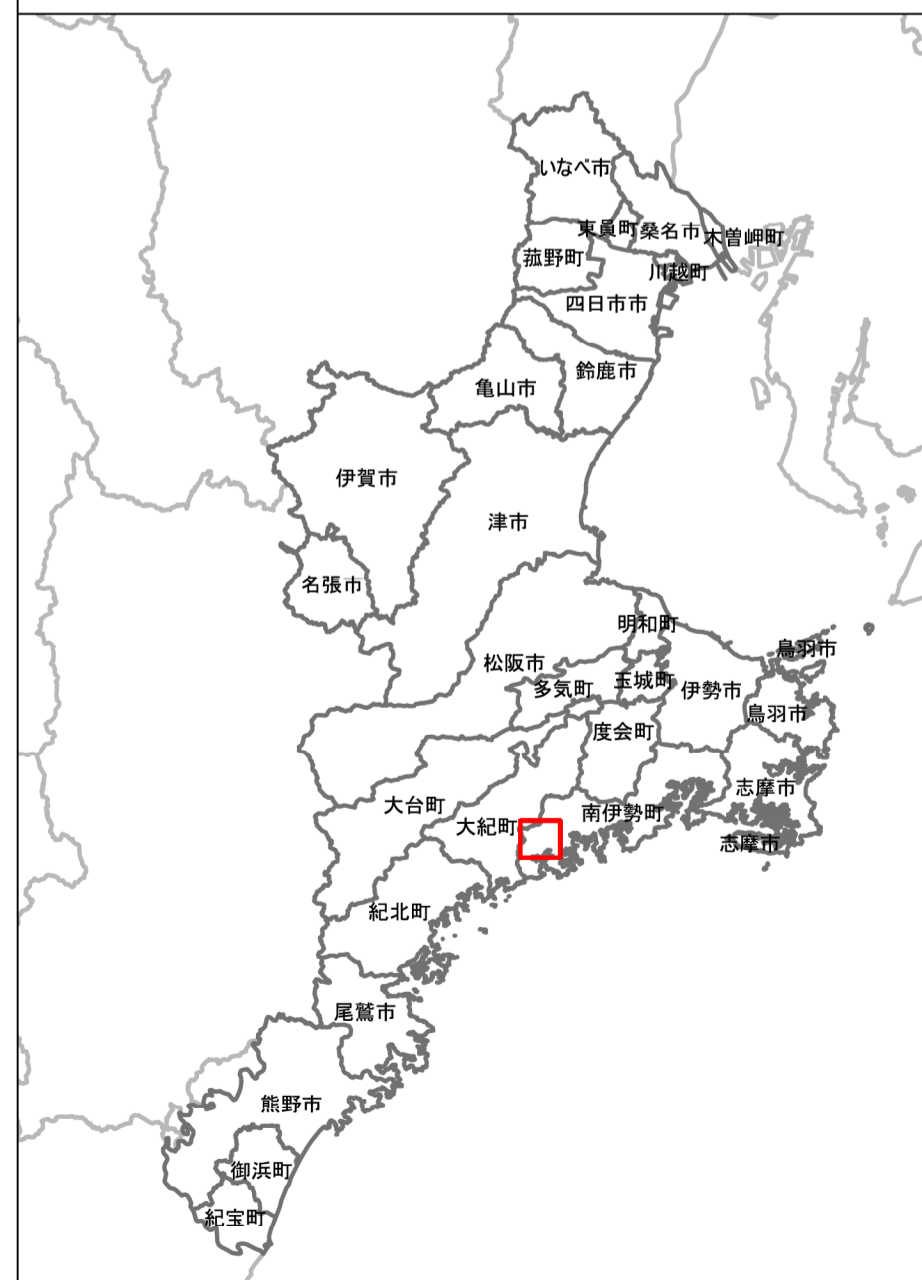 いなべ市
東員町
桑名市
木曽岬町
菰野町
川越町
四日市市
鈴鹿市
亀山市
伊賀市
津市
名張市
明和町
鳥羽市
松阪市
多気町
玉城町
伊勢市
鳥羽市
度会町
志摩市
大台町
南伊勢町
大紀町
志摩市
紀北町
尾鷲市
熊野市
御浜町
紀宝町